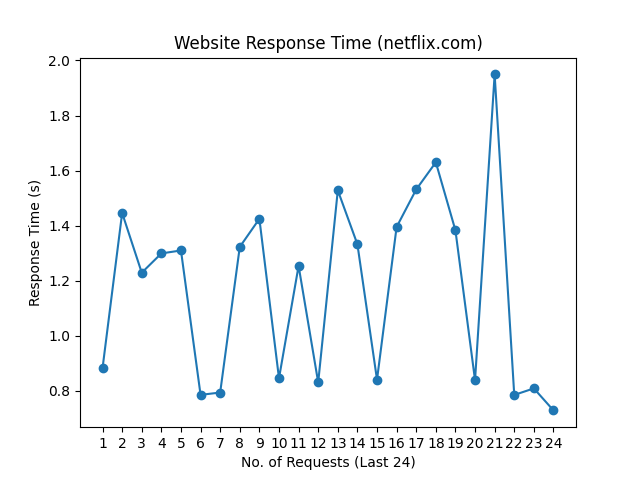 Website Response Time (netflix.com)
Response Time (s)
2.0
1.8
1.6
1.4
1.2
1.0
0.8
1 2 3 4 5 6 7 8 9 10 11 12 13 14 15 16 17 18 19 20 21 22 23 24
No. of Requests (Last 24)